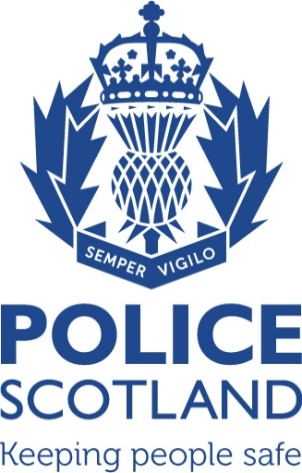 SEMPER VIGILO
POLICE
SCOTLAND
Keeping people safe